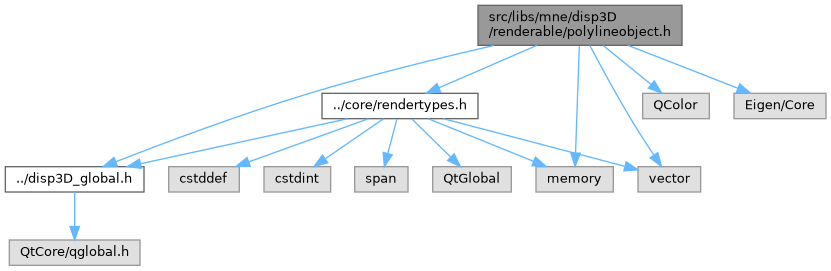 src/libs/mne/disp3D
/renderable/polylineobject.h
../core/rendertypes.h
QColor
Eigen/Core
../disp3D_global.h
cstddef
cstdint
span
QtGlobal
memory
vector
QtCore/qglobal.h